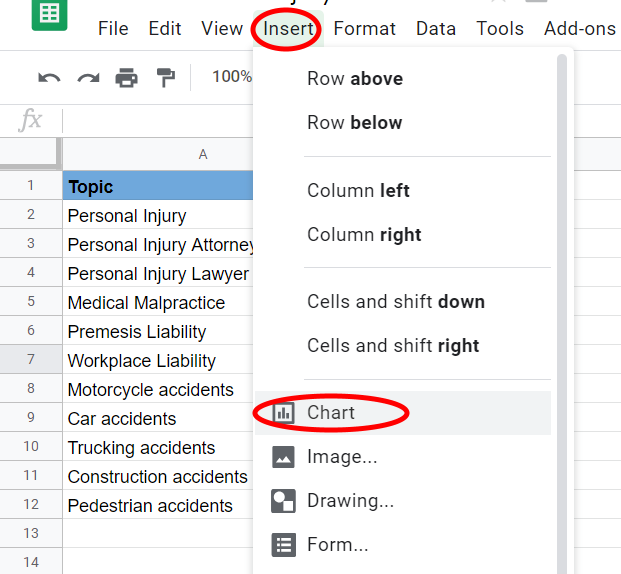 File Edit View Insert Format Data Tools Add-ons
100%
fx
A
1 Topic
2 Personal Injury
3 Personal Injury Attorney
4 Personal Injury Lawyer
5 Medical Malpractice
6 Premesis Liability
7 Workplace Liability
8 Motorcycle accidents
9 Car accidents
10 Trucking accidents
11 Construction accidents
12 Pedestrian accidents
13
14
Row above
Row below
Column left
Column right
Cells and shift down
Cells and shift right
Chart
Image...
Drawing...
Form...